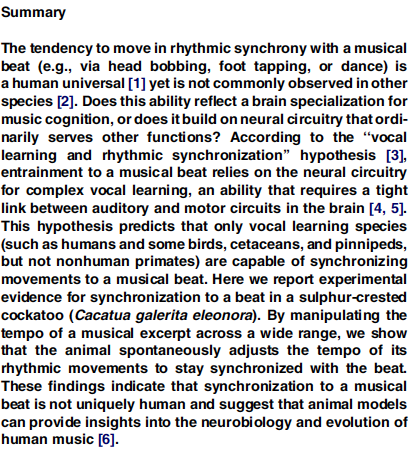 Summary
The tendency to move in rhythmic synchrony with a musical
beat (e.g., via head bobbing, foot tapping, or dance) is
a human universal [1] yet is not commonly observed in other
species [2]. Does this ability reflect a brain specialization for
music cognition, or does it build on neural circuitry that ordi-
narily serves other functions? According to the ‘‘vocal
learning and rhythmic synchronization’’ hypothesis [3],
entrainment to a musical beat relies on the neural circuitry
for complex vocal learning, an ability that requires a tight
link between auditory and motor circuits in the brain [4, 5].
This hypothesis predicts that only vocal learning species
(such as humans and some birds, cetaceans, and pinnipeds,
but not nonhuman primates) are capable of synchronizing
movements to a musical beat. Here we report experimental
evidence for synchronization to a beat in a sulphur-crested
cockatoo (Cacatua galerita eleonora). By manipulating the
tempo of a musical excerpt across a wide range, we show
that the animal spontaneously adjusts the tempo of its
rhythmic movements to stay synchronized with the beat.
These findings indicate that synchronization to a musical
beat is not uniquely human and suggest that animal models
can provide insights into the neurobiology and evolution of
human music [6].